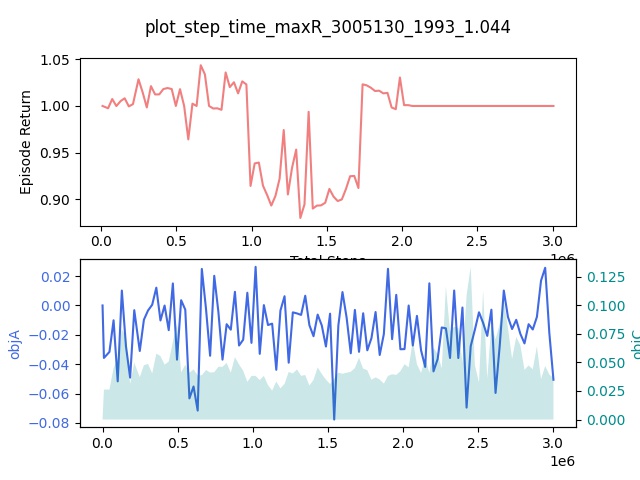 plot_step_time_maxR_3005130_1993_1.044
1.05
1.00
0.95
0.90
Episode Return
0.0 0.5 1.0 1.5 2.0 2.5 3.0
Total Steps
1e6
0.02
0.00
−0.02
−0.04
−0.06
−0.08
objA
0.125
0.100
0.075
0.050
0.025
0.000
objC
0.0 0.5 1.0 1.5 2.0 2.5 3.0
1e6